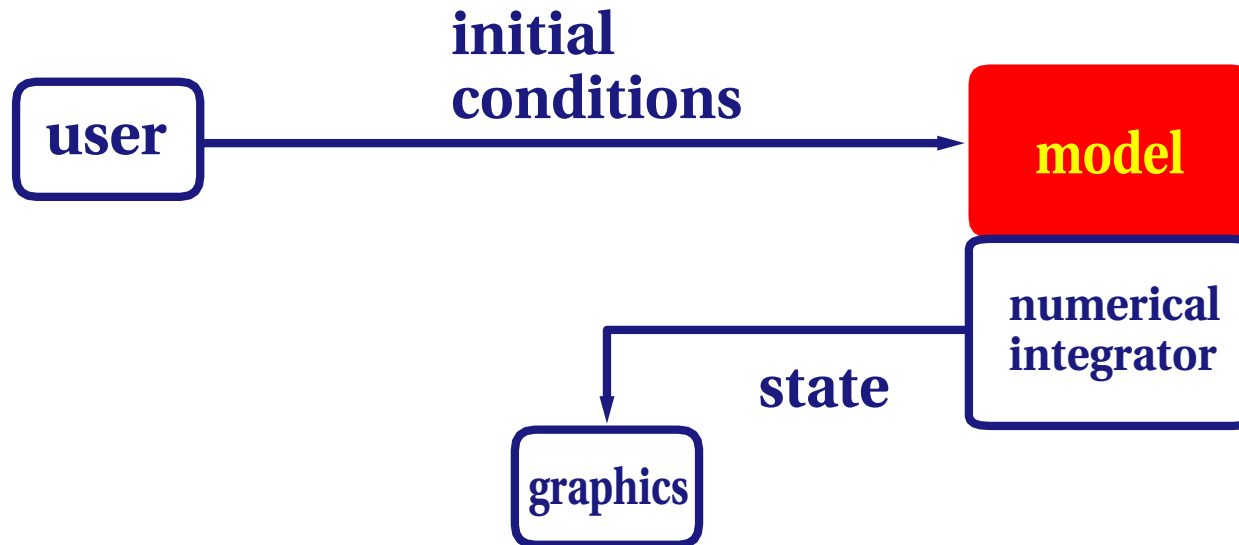 initial
conditions
user
model
numerical
integrator
state
graphics